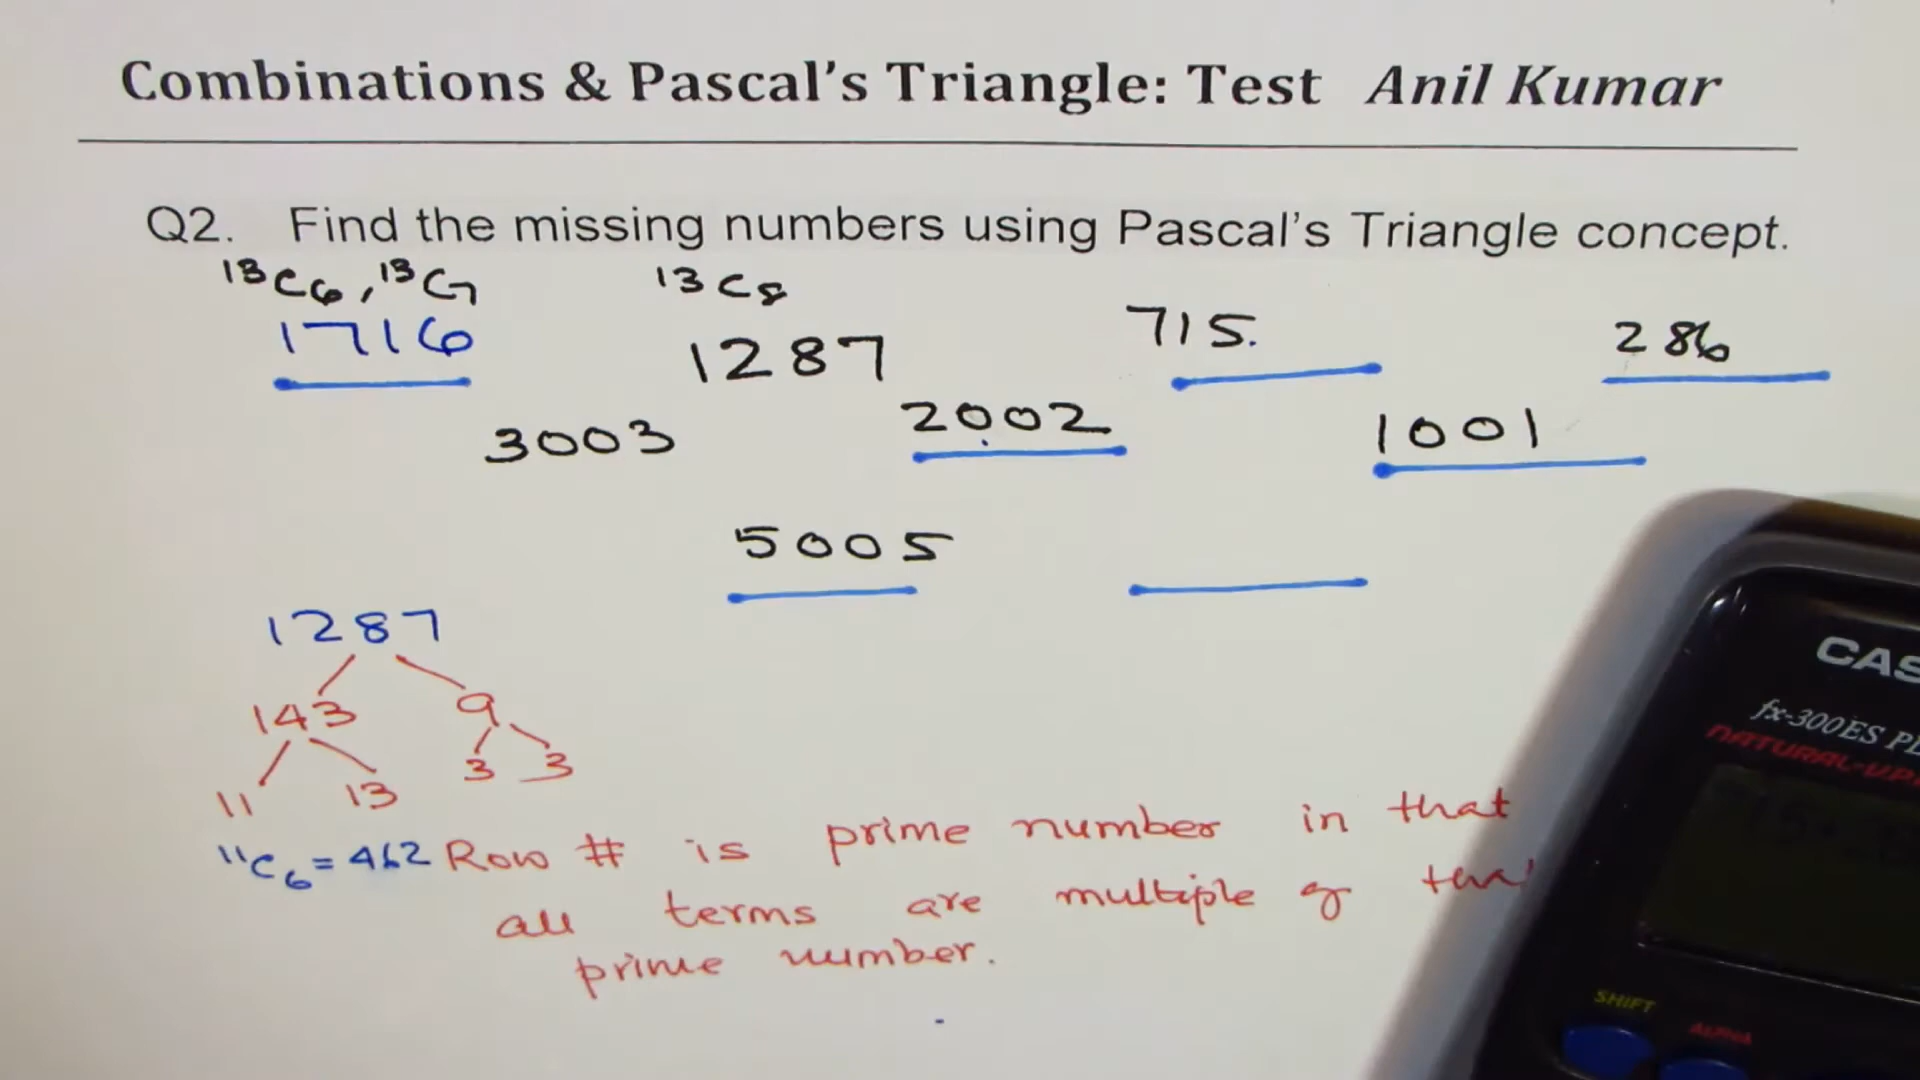 Combinations & Pascal's Triangle: Test Anil Kumar
Q2. Find the missing numbers using Pascal's Triangle concept.
¹³C₆, ¹³C₇ ¹³C₈
1716 1287 715. 286
3003 2002 1001
5005
1287
143 9
11 13 3 3
¹¹C₆ = 462 Row # is prime number in that
all terms are multiple of
prime number.
CAS
fx-300ES PL
NATURAL-V.P.A
SHIFT
ALPHA